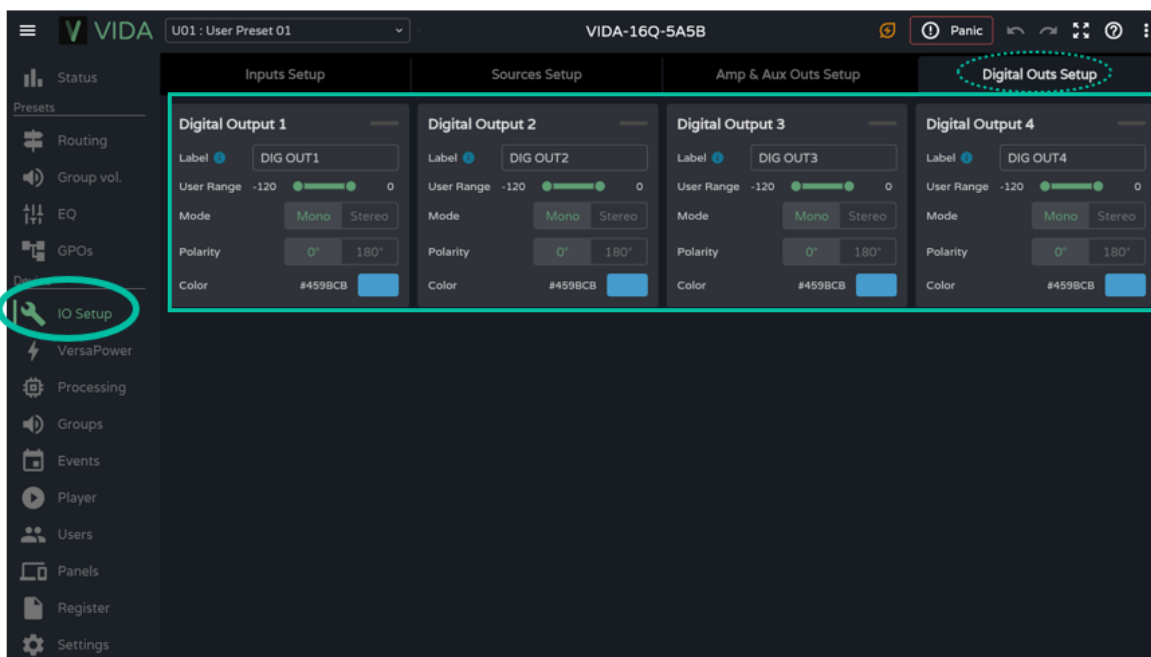 VIDA
U01 : User Preset 01
VIDA-16Q-5A5B
Panic
Status
Presets
Routing
Group vol.
EQ
GPOs
Device
IO Setup
VersaPower
Processing
Groups
Events
Player
Users
Panels
Register
Settings
Inputs Setup
Sources Setup
Amp & Aux Outs Setup
Digital Outs Setup
Digital Output 1
Label DIG OUT1
User Range -120 0
Mode Mono Stereo
Polarity 0° 180°
Color #459BCB
Digital Output 2
Label DIG OUT2
User Range -120 0
Mode Mono Stereo
Polarity 0° 180°
Color #459BCB
Digital Output 3
Label DIG OUT3
User Range -120 0
Mode Mono Stereo
Polarity 0° 180°
Color #459BCB
Digital Output 4
Label DIG OUT4
User Range -120 0
Mode Mono Stereo
Polarity 0° 180°
Color #459BCB